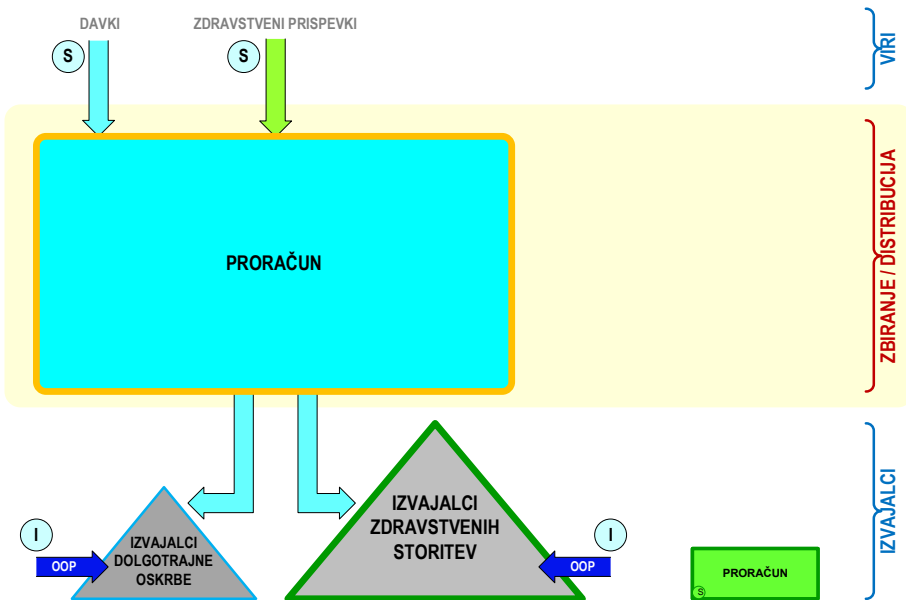 DAVKI
ZDRAVSTVENI PRISPEVKI
S
S
VIRI
PRORAČUN
ZBIRANJE / DISTRIBUCIJA
IZVAJALCI
ZDRAVSTVENIH
STORITEV
IZVAJALCI
DOLGOTRAJNE
OSKRBE
I
OOP
I
OOP
PRORAČUN
S
IZVAJALCI